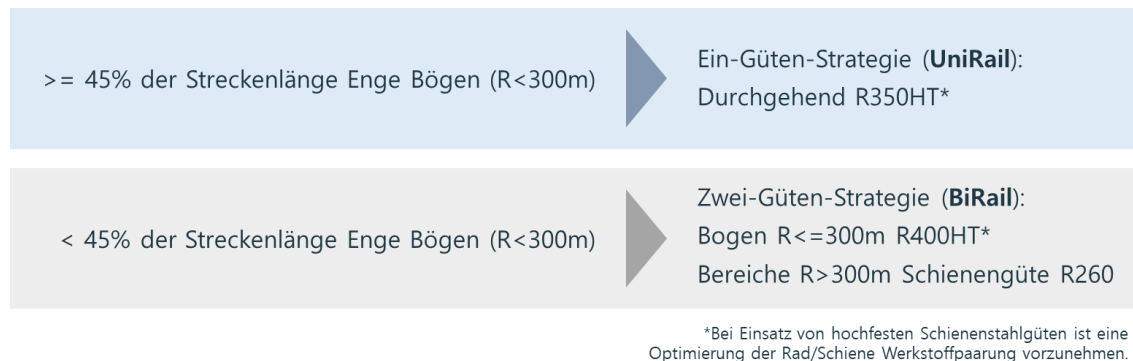 >= 45% der Streckenlänge Enge Bögen (R<300m)
Ein-Güten-Strategie (UniRail):
Durchgehend R350HT*
< 45% der Streckenlänge Enge Bögen (R<300m)
Zwei-Güten-Strategie (BiRail):
Bogen R<=300m R400HT*
Bereiche R>300m Schienengüte R260
*Bei Einsatz von hochfesten Schienenstahlgüten ist eine
Optimierung der Rad/Schiene Werkstoffpaarung vorzunehmen.